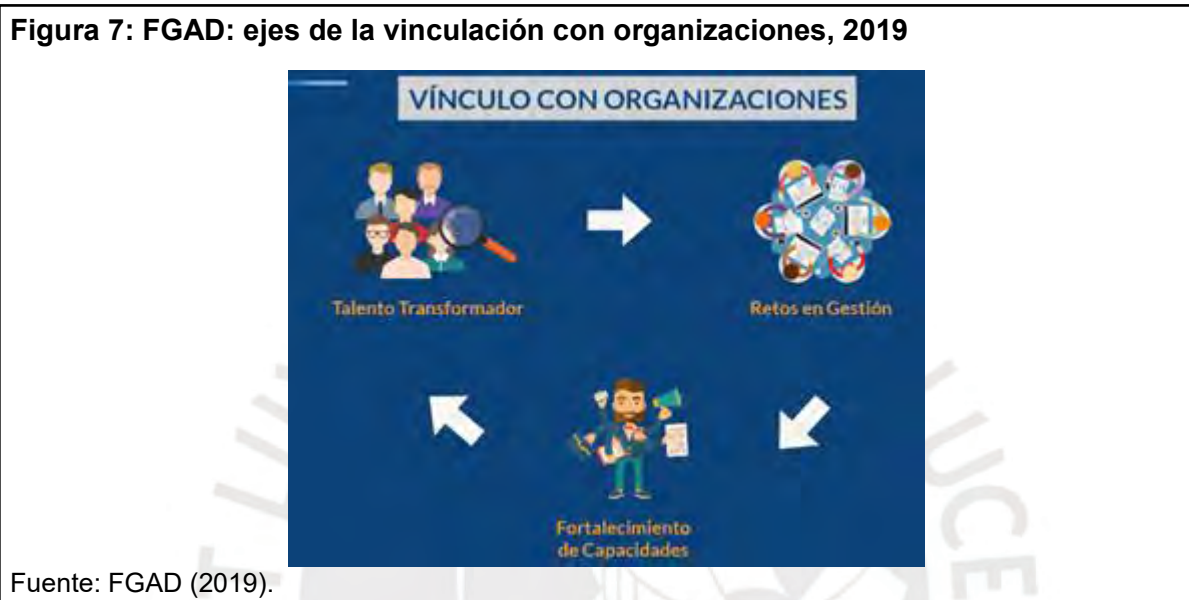 Figura 7: FGAD: ejes de la vinculación con organizaciones, 2019
VÍNCULO CON ORGANIZACIONES
Talento Transformador
Retos en Gestión
Fortalecimiento
de Capacidades
Fuente: FGAD (2019).